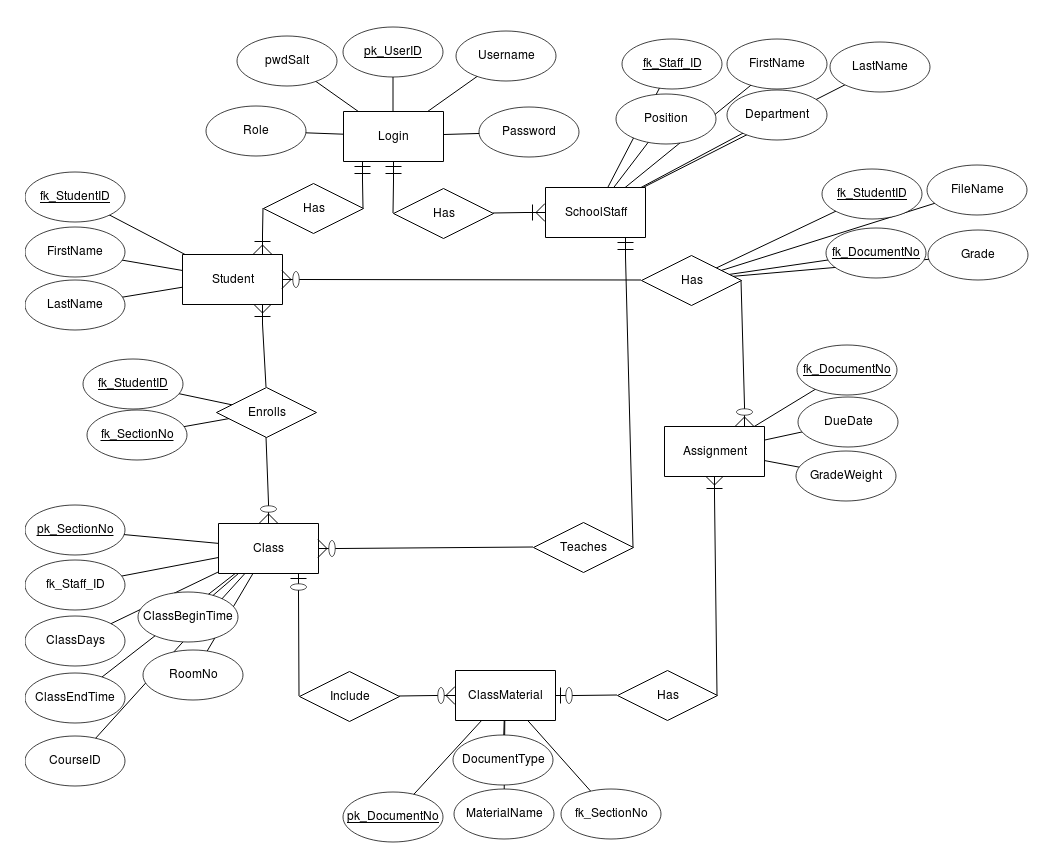 pwdSalt
pk_UserID
Username
Role
Login
Password
fk_Staff_ID
FirstName
LastName
Position
Department
fk_StudentID
FirstName
LastName
Has
Has
SchoolStaff
fk_StudentID
FileName
fk_DocumentNo
Grade
Student
Has
fk_StudentID
fk_SectionNo
Enrolls
fk_DocumentNo
DueDate
GradeWeight
Assignment
pk_SectionNo
fk_Staff_ID
ClassDays
ClassEndTime
CourseID
ClassBeginTime
RoomNo
Class
Teaches
Include
ClassMaterial
Has
DocumentType
pk_DocumentNo
MaterialName
fk_SectionNo